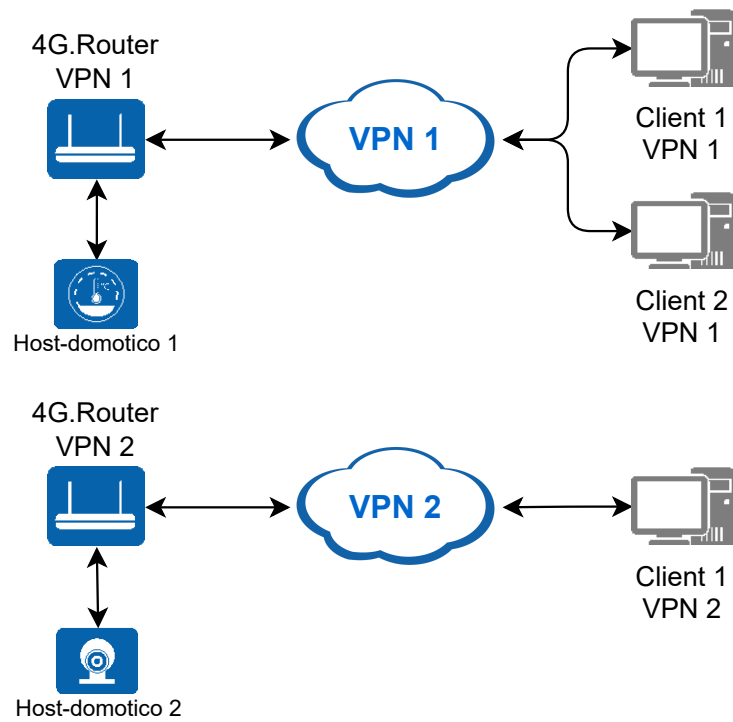 4G.Router
VPN 1
VPN 1
Client 1
VPN 1
°C
Host-domotico 1
Client 2
VPN 1
4G.Router
VPN 2
VPN 2
Client 1
VPN 2
Host-domotico 2